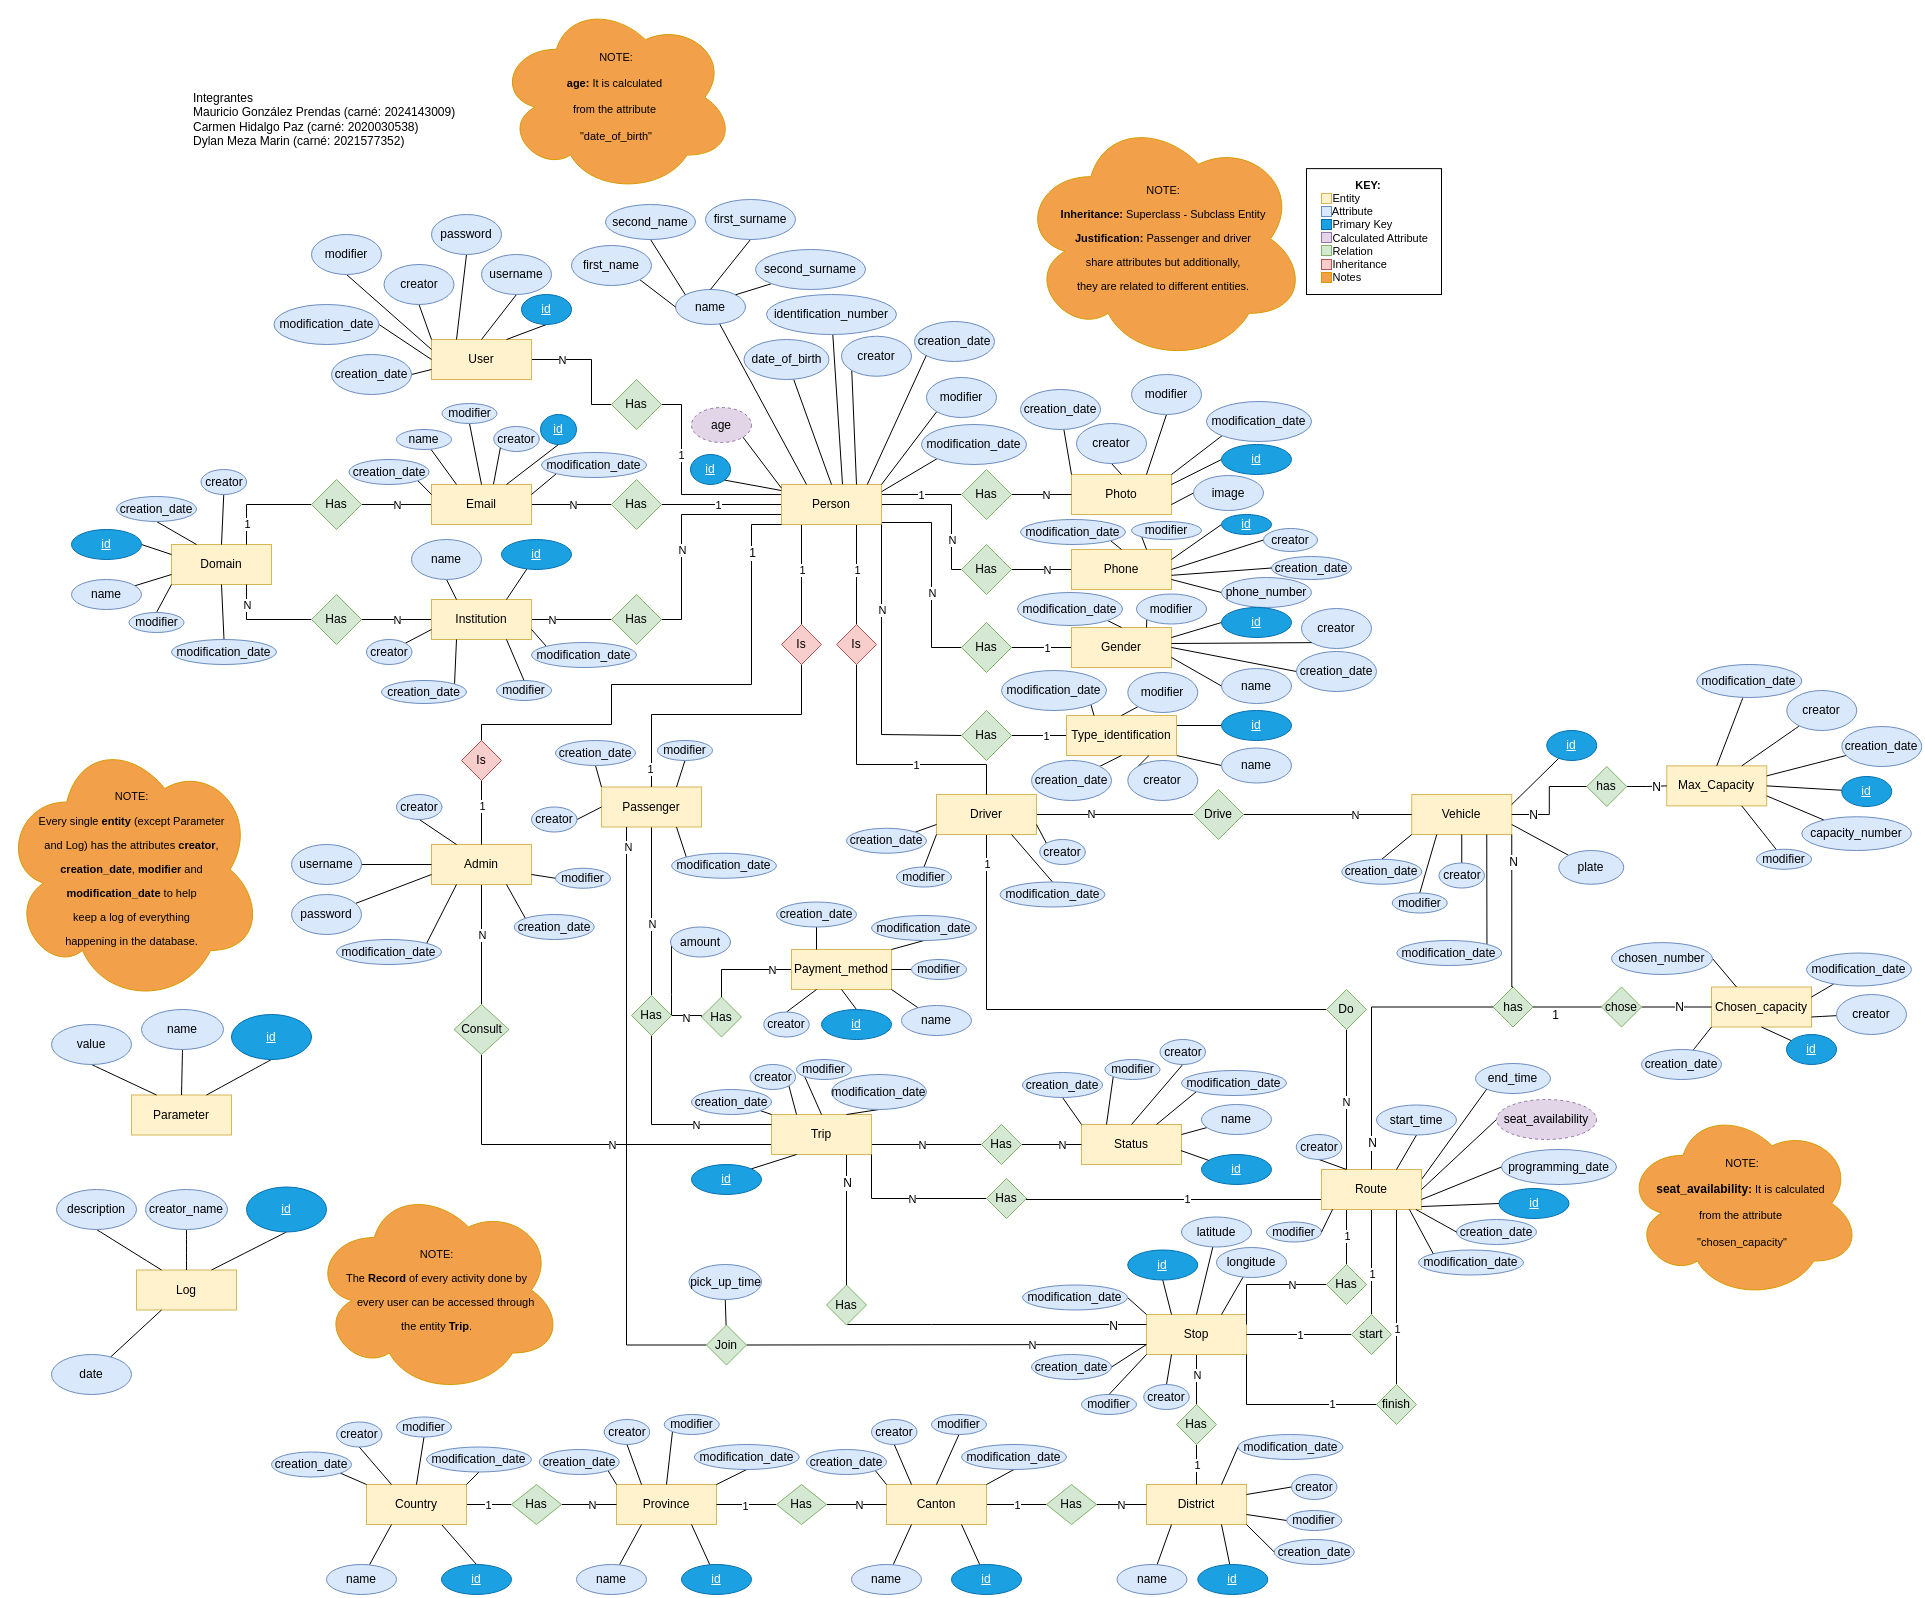 Integrantes
Mauricio González Prendas (carné: 2024143009)
Carmen Hidalgo Paz (carné: 2020030538)
Dylan Meza Marin (carné: 2021577352)
NOTE:
age: It is calculated
from the attribute
"date_of_birth"
NOTE:
Inheritance: Superclass - Subclass Entity
Justification: Passenger and driver
share attributes but additionally,
they are related to different entities.
KEY:
Entity
Attribute
Primary Key
Calculated Attribute
Relation
Inheritance
Notes
modifier
password
creator
username
id
modification_date
creation_date
User
N
Has
1
second_name
first_surname
first_name
second_surname
name
identification_number
date_of_birth
creator
creation_date
modifier
modification_date
age
id
Person
modifier
name
creator
id
creation_date
modification_date
Email
N
Has
1
N
Has
1
creator
creation_date
id
name
modifier
modification_date
Domain
N
Has
N
name
id
Institution
creator
creation_date
modifier
modification_date
N
Has
N
1
Has
N
creation_date
modifier
creator
modification_date
id
image
Photo
N
Has
N
modification_date
modifier
id
creator
creation_date
phone_number
Phone
N
Has
1
modification_date
modifier
id
creator
creation_date
name
Gender
N
Has
1
modification_date
modifier
id
name
creation_date
creator
Type_identification
1
Is
1
1
Is
1
1
Is
1
creation_date
modifier
creator
modification_date
Passenger
creator
username
password
modification_date
modifier
creation_date
Admin
creation_date
modifier
creator
modification_date
Driver
N
Drive
N
id
Vehicle
creation_date
modifier
creator
modification_date
plate
N
has
N
modification_date
creator
creation_date
id
capacity_number
modifier
Max_Capacity
NOTE:
Every single entity (except Parameter
and Log) has the attributes creator,
creation_date, modifier and
modification_date to help
keep a log of everything
happening in the database.
N
N
N
1
N
amount
Has
N
Has
N
creation_date
modification_date
modifier
name
id
creator
Payment_method
N
Consult
N
Do
N
has
1
chose
N
N
chosen_number
modification_date
creator
id
creation_date
Chosen_capacity
value
name
id
Parameter
creator
modifier
creation_date
modification_date
Trip
id
N
Has
N
creation_date
modifier
creator
modification_date
name
id
Status
N
Has
1
end_time
start_time
seat_availability
creator
programming_date
id
creation_date
modification_date
modifier
Route
NOTE:
seat_availability: It is calculated
from the attribute
"chosen_capacity"
description
creator_name
id
Log
date
NOTE:
The Record of every activity done by
every user can be accessed through
the entity Trip.
pick_up_time
Join
N
N
Has
N
latitude
id
longitude
modification_date
creation_date
modifier
creator
Stop
1
Has
N
1
start
1
1
finish
1
N
Has
1
creator
modifier
creation_date
modification_date
Country
name
id
1
Has
N
creator
modifier
creation_date
modification_date
Province
name
id
1
Has
N
creator
modifier
creation_date
modification_date
Canton
name
id
1
Has
N
modification_date
creator
modifier
creation_date
District
name
id